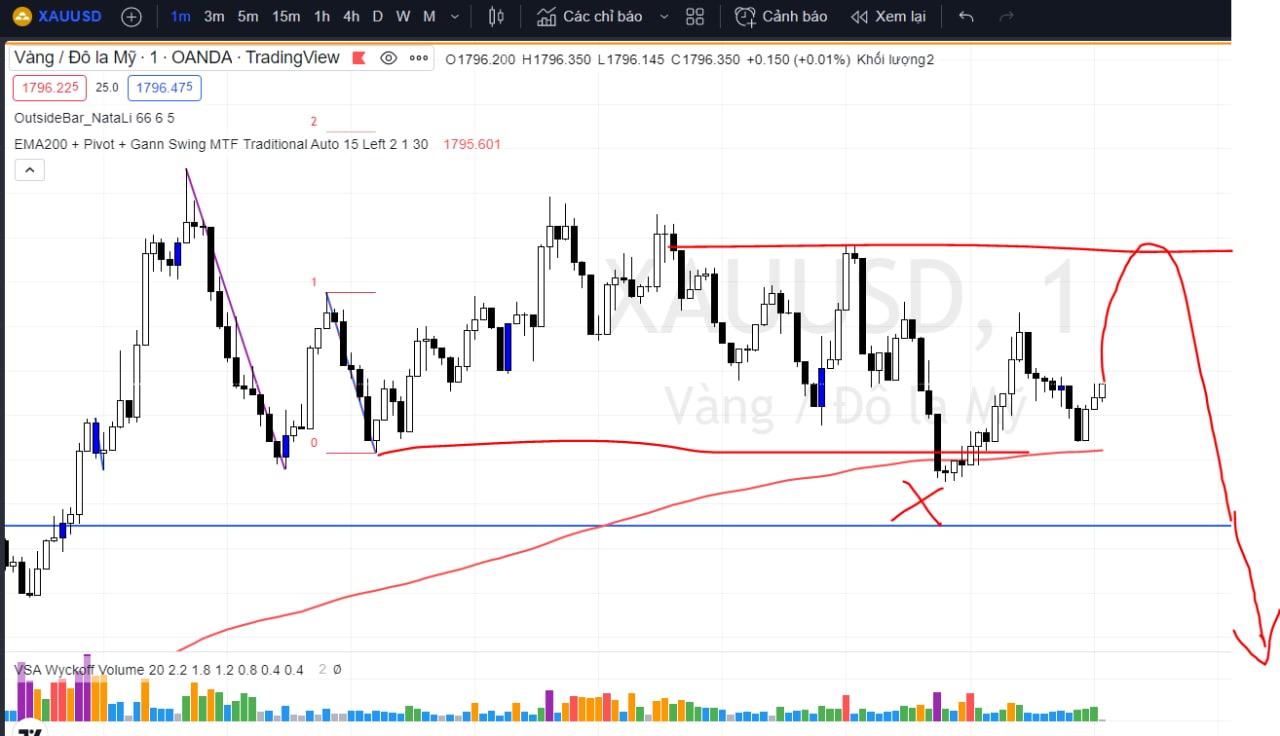 XAUUSD 1m 3m 5m 15m 1h 4h D W M Các chỉ báo Cảnh báo Xem lại
Vàng / Đô la Mỹ · 1 · OANDA · TradingView O1796.200 H1796.350 L1796.145 C1796.350 +0.150 (+0.01%) Khối lượng2
1796.225 25.0 1796.475
OutsideBar_NataLi 66 6 5
2
EMA200 + Pivot + Gann Swing MTF Traditional Auto 15 Left 2 1 30 1795.601
1
XAUUSD, 1
Vàng / Đô la Mỹ
0
VSA Wyckoff Volume 20 2.2 1.8 1.2 0.8 0.4 0.4 2 Ø